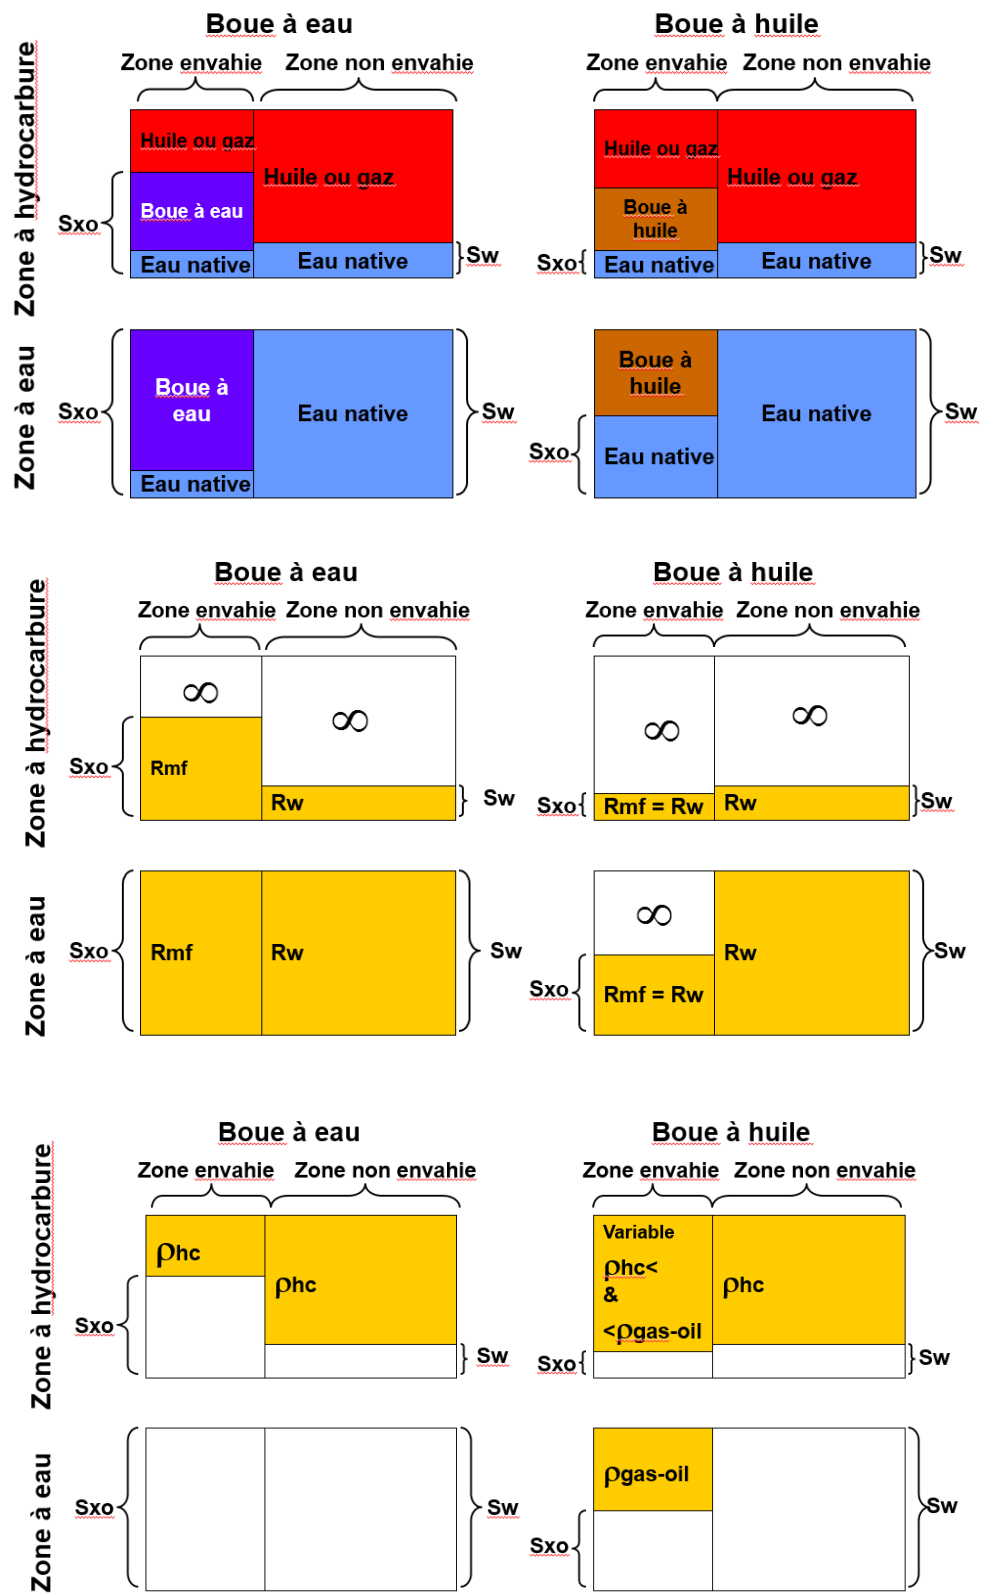 Boue à eau
Boue à huile
Zone envahie
Zone non envahie
Zone envahie
Zone non envahie
Zone à hydrocarbure
Huile ou gaz
Huile ou gaz
Huile ou gaz
Huile ou gaz
Sxo
Boue à eau
Boue à
huile
Eau native
Eau native
Sw
Sxo
Eau native
Eau native
Sw
Zone à eau
Sxo
Boue à
eau
Eau native
Eau native
Sw
Boue à
huile
Sxo
Eau native
Eau native
Sw
Boue à eau
Boue à huile
Zone envahie
Zone non envahie
Zone envahie
Zone non envahie
Zone à hydrocarbure
∞
∞
∞
∞
Sxo
Rmf
Rw
Sw
Sxo
Rmf = Rw
Rw
Sw
Zone à eau
Sxo
Rmf
Rw
Sw
∞
Sxo
Rmf = Rw
Rw
Sw
Boue à eau
Boue à huile
Zone envahie
Zone non envahie
Zone envahie
Zone non envahie
Zone à hydrocarbure
ρhc
ρhc
Sxo
Sw
Variable
ρhc<
&
<ρgas-oil
ρhc
Sxo
Sw
Zone à eau
Sxo
Sw
ρgas-oil
Sxo
Sw